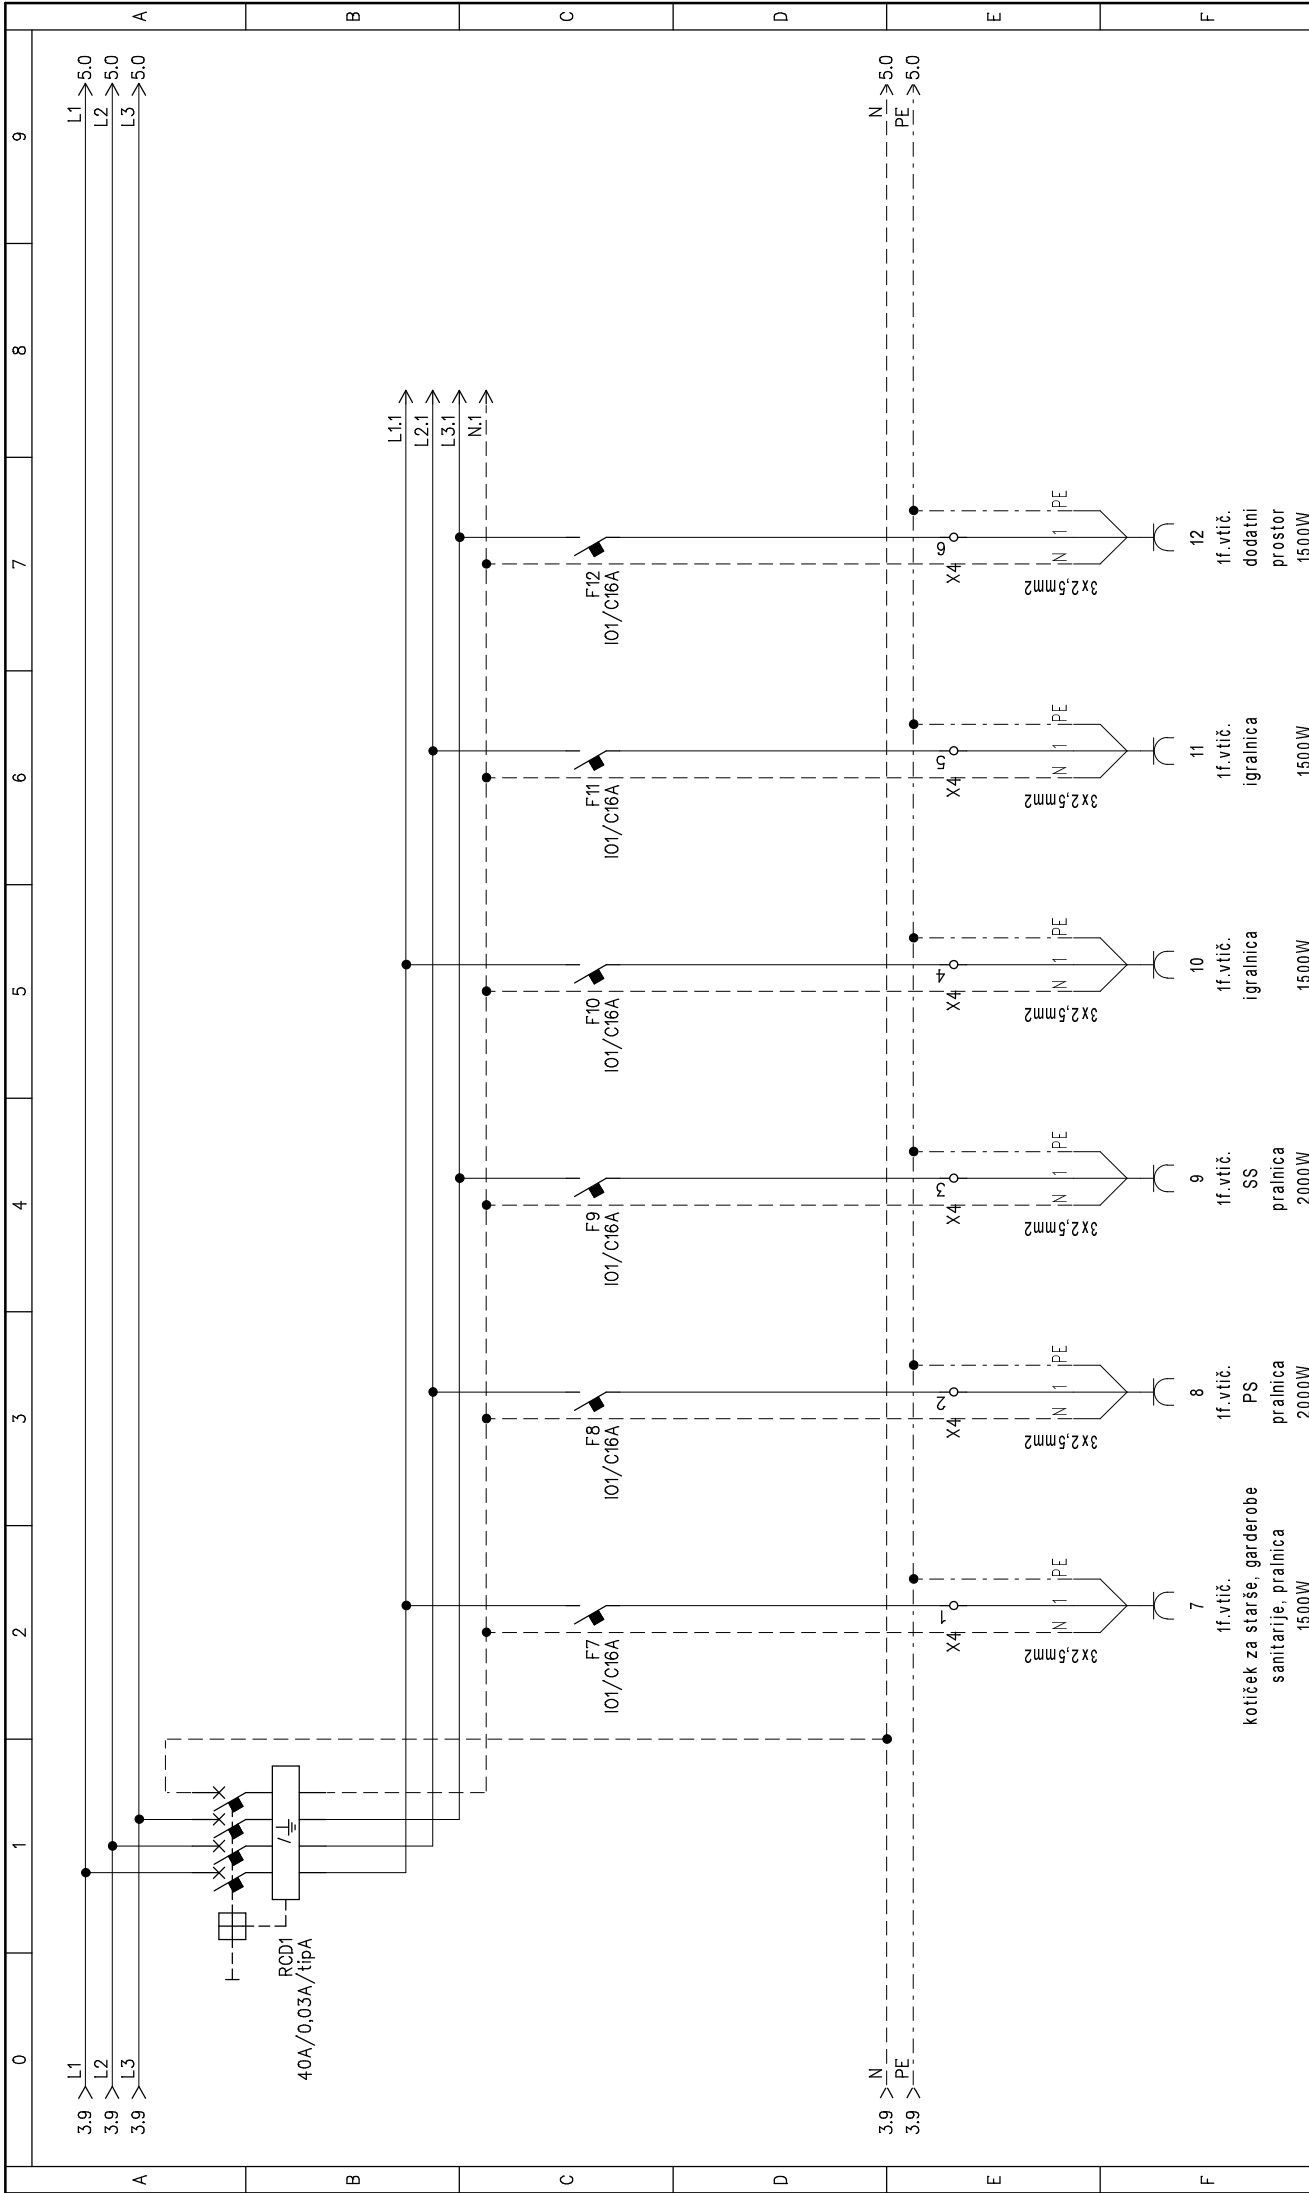 0 1 2 3 4 5 6 7 8 9
A
A
B
B
C
C
D
D
E
E
F
F
3.9 L1
L1 5.0
3.9 L2
L2 5.0
3.9 L3
L3 5.0
RCD1
40A/0,03A/tipA
L1.1
L2.1
L3.1
N.1
F7
IO1/C16A
F8
IO1/C16A
F9
IO1/C16A
F10
IO1/C16A
F11
IO1/C16A
F12
IO1/C16A
3.9 N
N 5.0
3.9 PE
PE 5.0
X4 1
X4 2
X4 3
X4 4
X4 5
X4 6
3x2,5mm2
N 1 PE
3x2,5mm2
N 1 PE
3x2,5mm2
N 1 PE
3x2,5mm2
N 1 PE
3x2,5mm2
N 1 PE
3x2,5mm2
N 1 PE
7
1f.vtič.
kotiček za starše, garderobe
sanitarije, pralnica
1500W
8
1f.vtič.
PS
pralnica
2000W
9
1f.vtič.
SS
pralnica
2000W
10
1f.vtič.
igralnica
1500W
11
1f.vtič.
igralnica
1500W
12
1f.vtič.
dodatni
prostor
1500W